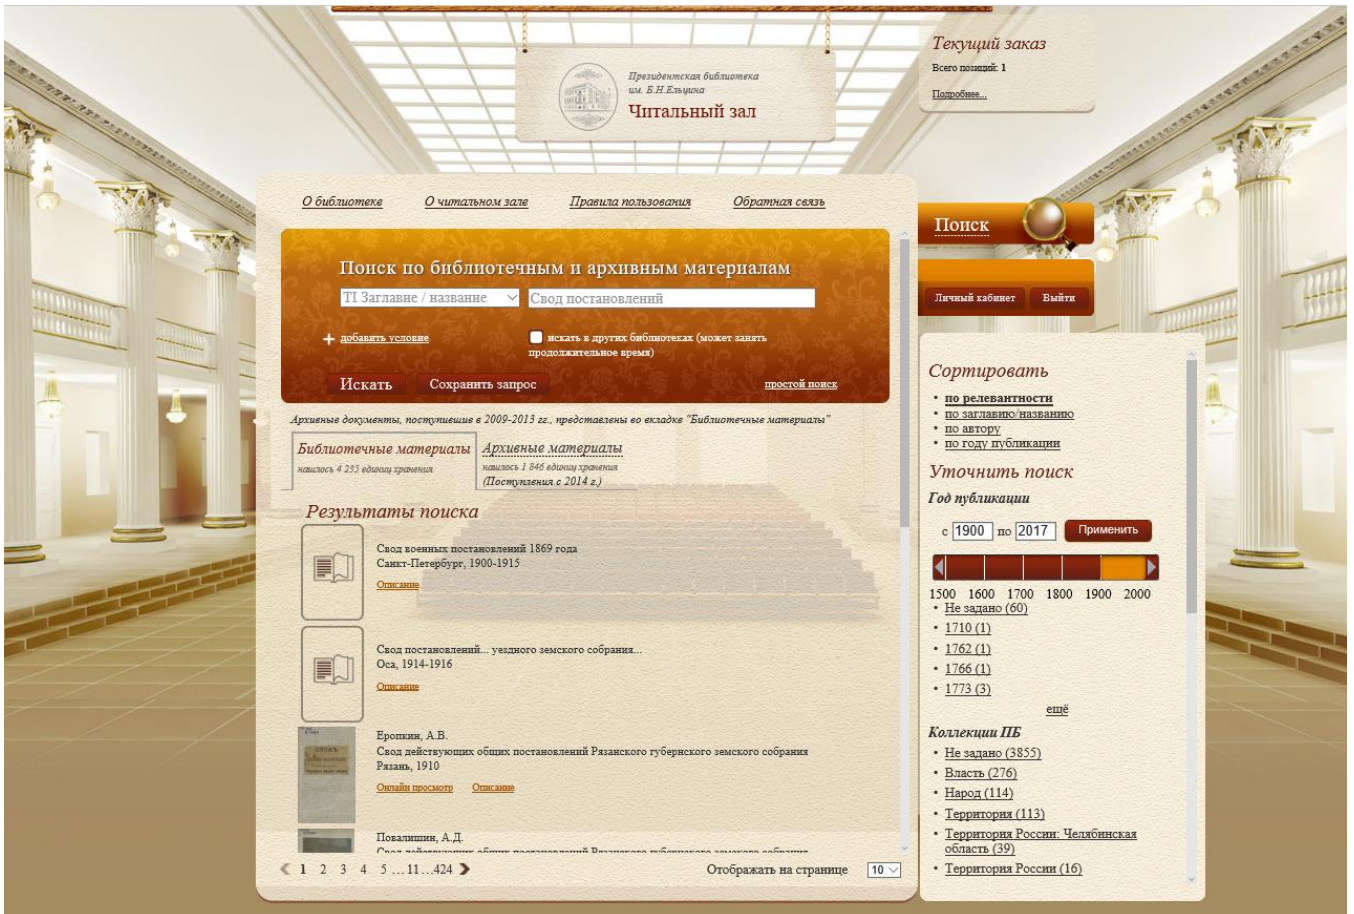 Президентская библиотека
им. Б.Н.Ельцина
Читальный зал
Текущий заказ
Всего позиций: 1
Подробнее...
О библиотеке
О читальном зале
Правила пользования
Обратная связь
Поиск по библиотечным и архивным материалам
TI Заглавие / название
Свод постановлений
добавить условие
искать в других библиотеках (может занять
продолжительное время)
Искать
Сохранить запрос
простой поиск
Архивные документы, поступившие в 2009-2013 гг., представлены во вкладке "Библиотечные материалы"
Библиотечные материалы
нашлось 4 235 единиц хранения
Архивные материалы
нашлось 1 846 единиц хранения
(Поступления с 2014 г.)
Результаты поиска
Свод военных постановлений 1869 года
Санкт-Петербург, 1900-1915
Описание
Свод постановлений... уездного земского собрания...
Оса, 1914-1916
Описание
Еропкин, А.В.
Свод действующих общих постановлений Рязанского губернского земского собрания
Рязань, 1910
Онлайн просмотр Описание
Повалишин, А.Д.
Свод действующих общих постановлений Рязанского губернского земского собрания
1 2 3 4 5 ... 11 ...424
Отображать на странице 10
Поиск
Личный кабинет
Выйти
Сортировать
• по релевантности
• по заглавию/названию
• по автору
• по году публикации
Уточнить поиск
Год публикации
с 1900 по 2017 Применить
1500 1600 1700 1800 1900 2000
• Не задано (60)
• 1710 (1)
• 1762 (1)
• 1766 (1)
• 1773 (3)
ещё
Коллекции ПБ
• Не задано (3855)
• Власть (276)
• Народ (114)
• Территория (113)
• Территория России: Челябинская
область (39)
• Территория России (16)